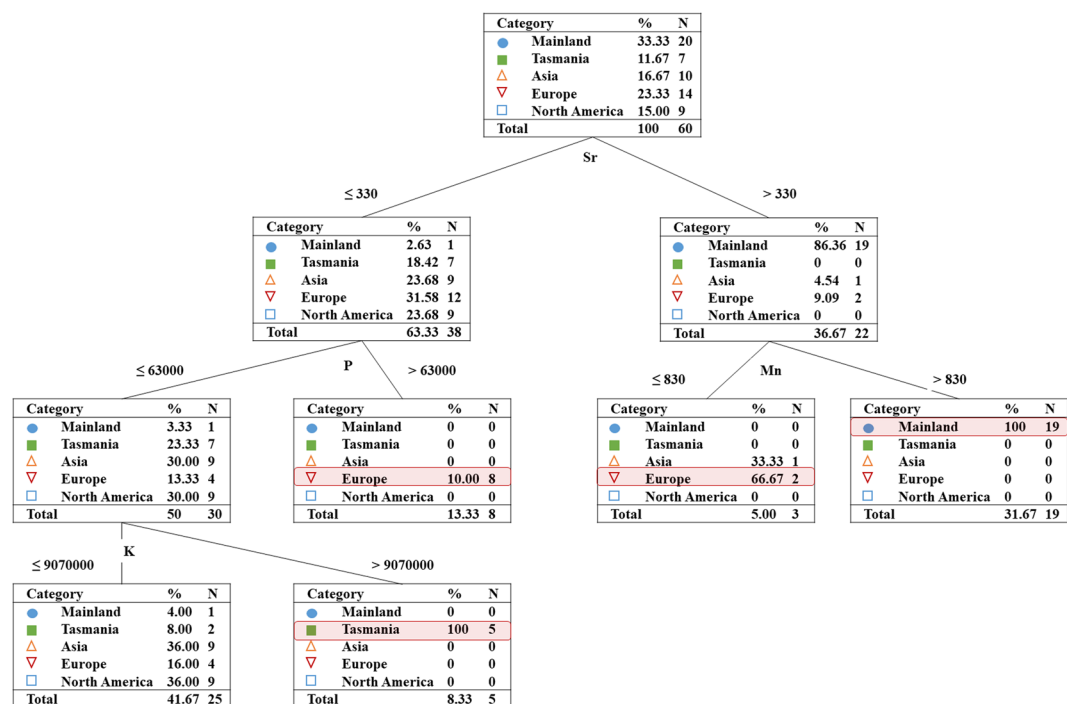 Category % N
Mainland 33.33 20
Tasmania 11.67 7
Asia 16.67 10
Europe 23.33 14
North America 15.00 9
Total 100 60
Sr
≤ 330
> 330
Category % N
Mainland 2.63 1
Tasmania 18.42 7
Asia 23.68 9
Europe 31.58 12
North America 23.68 9
Total 63.33 38
Category % N
Mainland 86.36 19
Tasmania 0 0
Asia 4.54 1
Europe 9.09 2
North America 0 0
Total 36.67 22
≤ 63000
P
> 63000
≤ 830
Mn
> 830
Category % N
Mainland 3.33 1
Tasmania 23.33 7
Asia 30.00 9
Europe 13.33 4
North America 30.00 9
Total 50 30
Category % N
Mainland 0 0
Tasmania 0 0
Asia 0 0
Europe 10.00 8
North America 0 0
Total 13.33 8
Category % N
Mainland 0 0
Tasmania 0 0
Asia 33.33 1
Europe 66.67 2
North America 0 0
Total 5.00 3
Category % N
Mainland 100 19
Tasmania 0 0
Asia 0 0
Europe 0 0
North America 0 0
Total 31.67 19
K
≤ 9070000
> 9070000
Category % N
Mainland 4.00 1
Tasmania 8.00 2
Asia 36.00 9
Europe 16.00 4
North America 36.00 9
Total 41.67 25
Category % N
Mainland 0 0
Tasmania 100 5
Asia 0 0
Europe 0 0
North America 0 0
Total 8.33 5